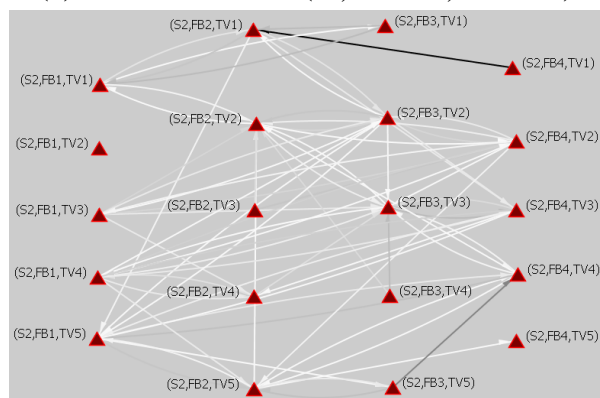 (S2,FB2,TV1)
(S2,FB3,TV1)
(S2,FB4,TV1)
(S2,FB1,TV1)
(S2,FB2,TV2)
(S2,FB3,TV2)
(S2,FB4,TV2)
(S2,FB1,TV2)
(S2,FB2,TV3)
(S2,FB3,TV3)
(S2,FB4,TV3)
(S2,FB1,TV3)
(S2,FB1,TV4)
(S2,FB2,TV4)
(S2,FB3,TV4)
(S2,FB4,TV4)
(S2,FB1,TV5)
(S2,FB4,TV5)
(S2,FB2,TV5)
(S2,FB3,TV5)